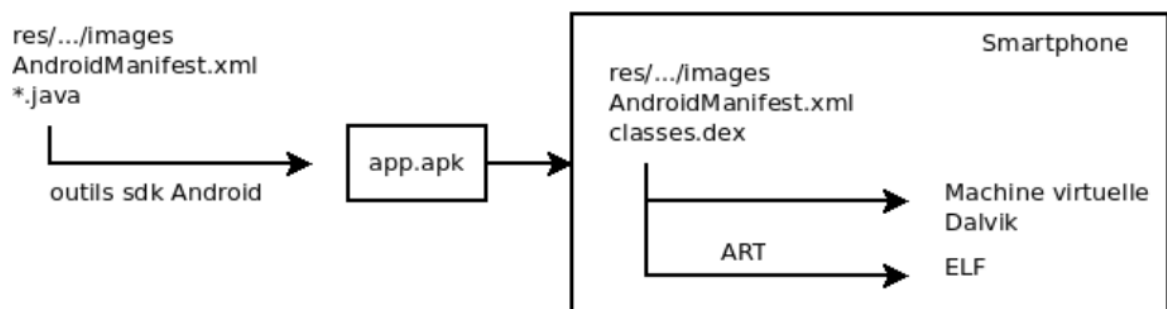 res/.../images
AndroidManifest.xml
*.java
outils sdk Android
app.apk
Smartphone
res/.../images
AndroidManifest.xml
classes.dex
Machine virtuelle
Dalvik
ART
ELF